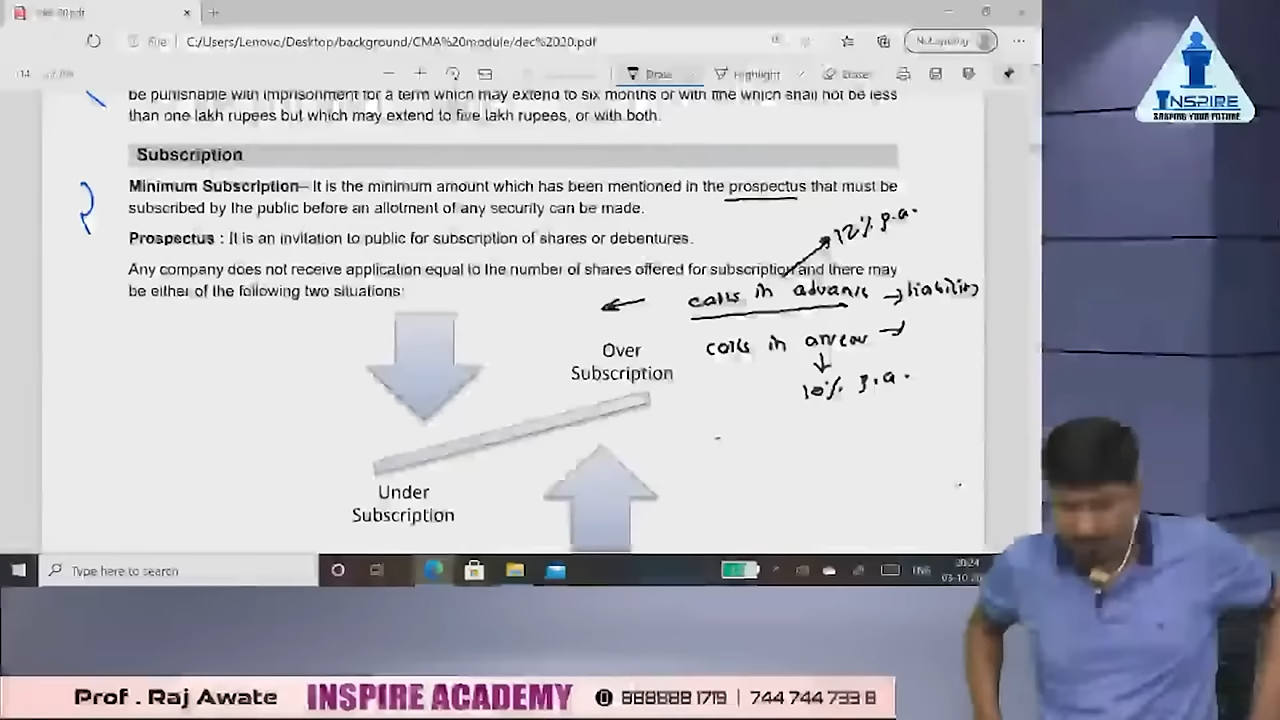 C:/Users/Lenovo/Desktop/background/CMA%20module/dec%2020.pdf
File
Draw
Highlight
Erase
be punishable with imprisonment for a term which may extend to six months or with fine which shall not be less
than one lakh rupees but which may extend to five lakh rupees, or with both.
Subscription
Minimum Subscription– It is the minimum amount which has been mentioned in the prospectus that must be
subscribed by the public before an allotment of any security can be made.
Prospectus : It is an invitation to public for subscription of shares or debentures.
12% p.a.
Any company does not receive application equal to the number of shares offered for subscription and there may
be either of the following two situations:
calls in advance → liability
calls in arrear →
10% p.a.
Over
Subscription
Under
Subscription
Type here to search
ENG
20:24
INSPIRE
SHAPING YOUR FUTURE
Prof. Raj Awate
INSPIRE ACADEMY
888888 1719 | 744 744 733 8